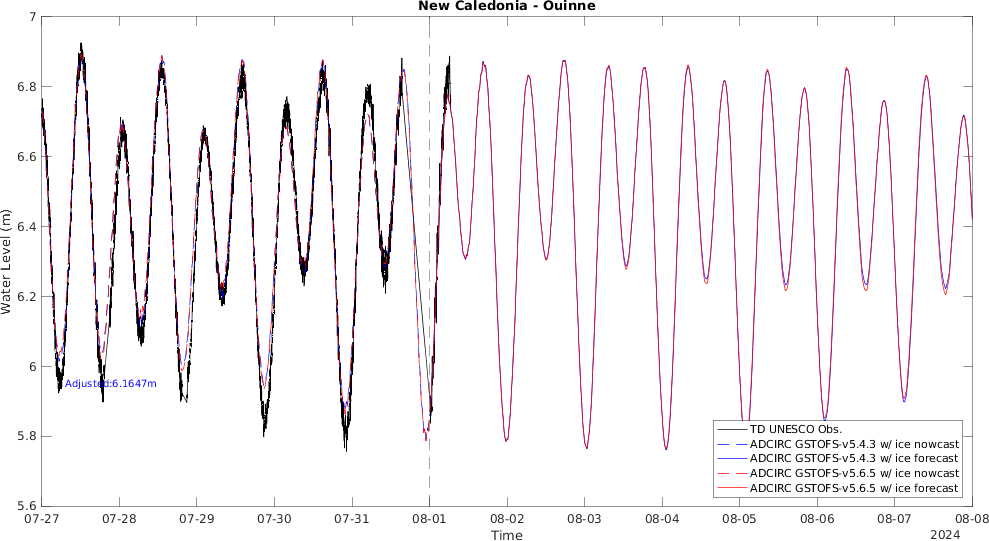 New Caledonia - Ouinne
Water Level (m)
7
6.8
6.6
6.4
6.2
6
5.8
5.6
Adjusted:6.1647m
TD UNESCO Obs.
ADCIRC GSTOFS-v5.4.3 w/ ice nowcast
ADCIRC GSTOFS-v5.4.3 w/ ice forecast
ADCIRC GSTOFS-v5.6.5 w/ ice nowcast
ADCIRC GSTOFS-v5.6.5 w/ ice forecast
07-27 07-28 07-29 07-30 07-31 08-01 08-02 08-03 08-04 08-05 08-06 08-07 08-08
Time
2024